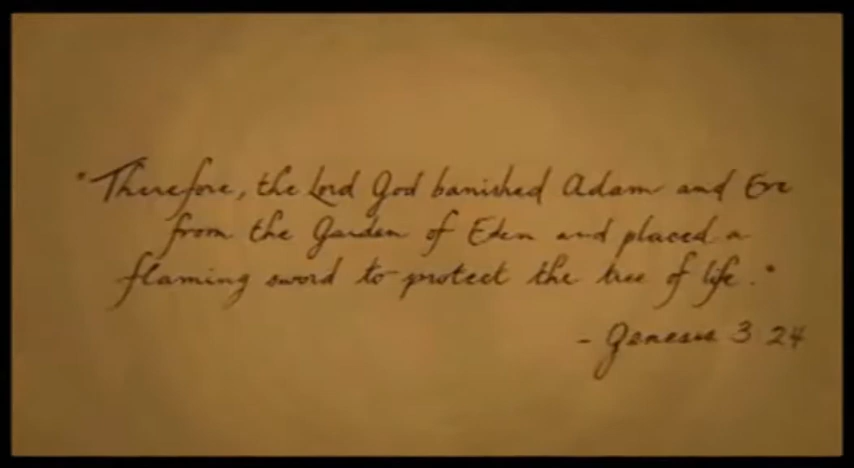 "Therefore, the Lord God banished Adam and Eve
from the Garden of Eden and placed a
flaming sword to protect the tree of life."
- Genesis 3 24